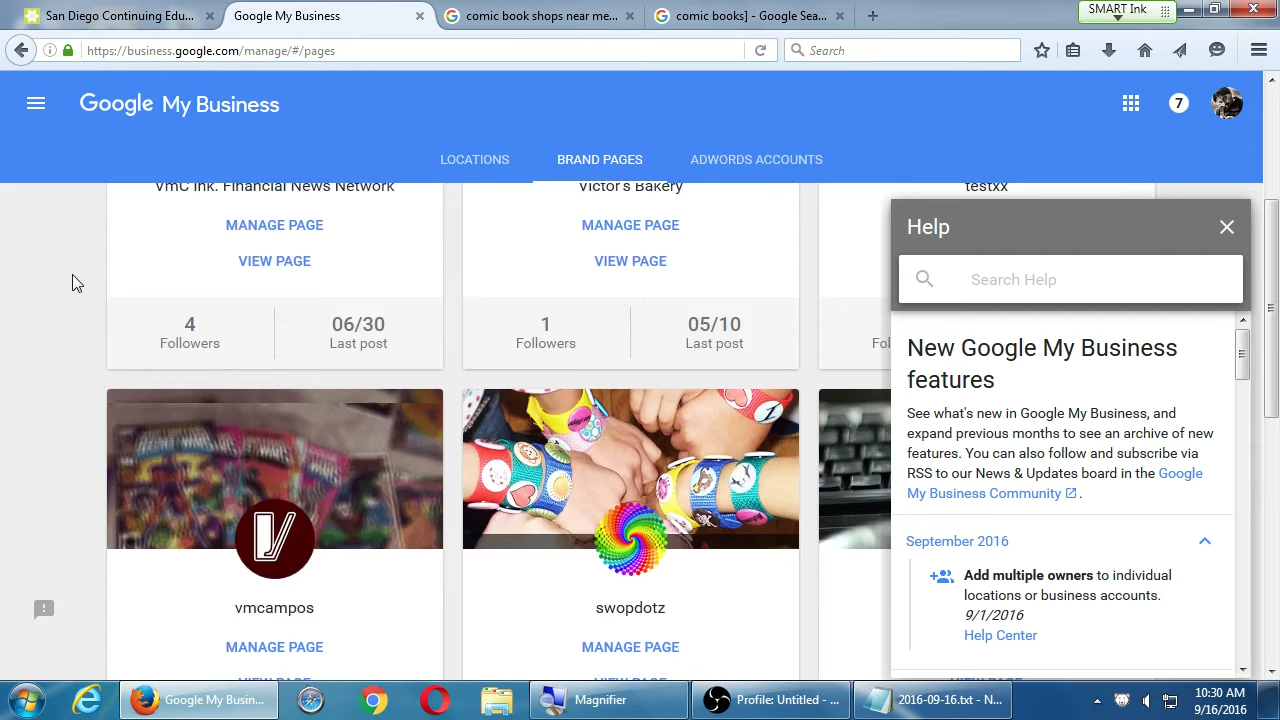 San Diego Continuing Edu...
Google My Business
comic book shops near me...
comic books] - Google Sea...
SMART Ink
https://business.google.com/manage/#/pages
Search
Google My Business
7
LOCATIONS
BRAND PAGES
ADWORDS ACCOUNTS
VmC Ink. Financial News Network
MANAGE PAGE
VIEW PAGE
4
Followers
06/30
Last post
Victor's Bakery
MANAGE PAGE
VIEW PAGE
1
Followers
05/10
Last post
testxx
Fol
vmcampos
MANAGE PAGE
VIEW PAGE
swopdotz
MANAGE PAGE
VIEW PAGE
VIEW PAGE
Help
Search Help
New Google My Business
features
See what's new in Google My Business, and
expand previous months to see an archive of new
features. You can also follow and subscribe via
RSS to our News & Updates board in the Google
My Business Community.
September 2016
Add multiple owners to individual
locations or business accounts.
9/1/2016
Help Center
Google My Busin...
Magnifier
Profile: Untitled - ...
2016-09-16.txt - N...
10:30 AM
9/16/2016